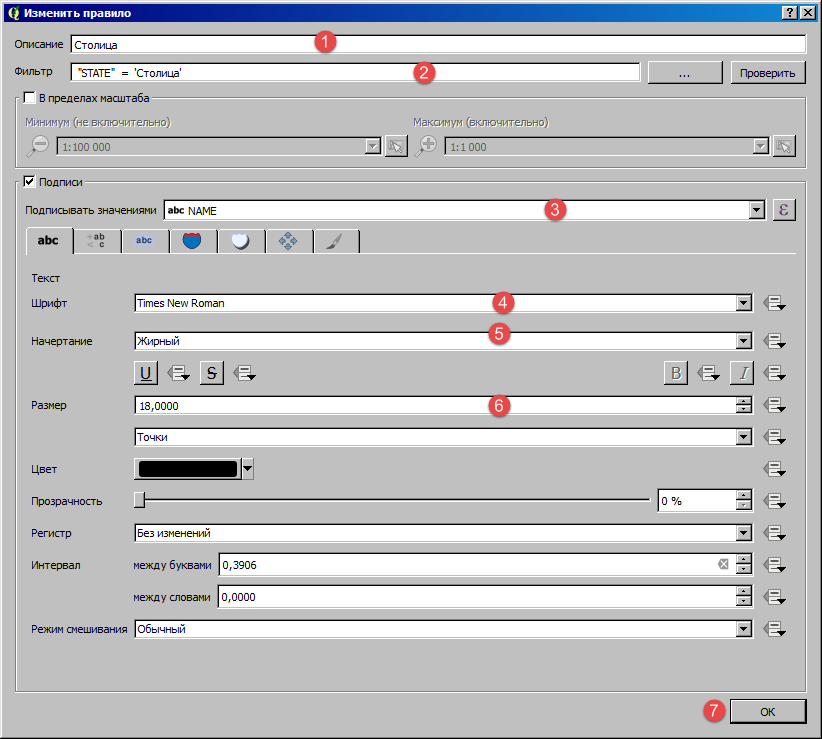 Изменить правило
Описание Столица 1
Фильтр "STATE" = 'Столица' 2 ... Проверить
В пределах масштаба
Минимум (не включительно) Максимум (включительно)
1:100 000 1:1 000
Подписи
Подписывать значениями abc NAME 3 ε
abc +ab < c abc
Текст
Шрифт Times New Roman 4
Начертание Жирный 5
U S B I
Размер 18,0000 6
Точки
Цвет
Прозрачность 0 %
Регистр Без изменений
Интервал между буквами 0,3906
между словами 0,0000
Режим смешивания Обычный
7 OK